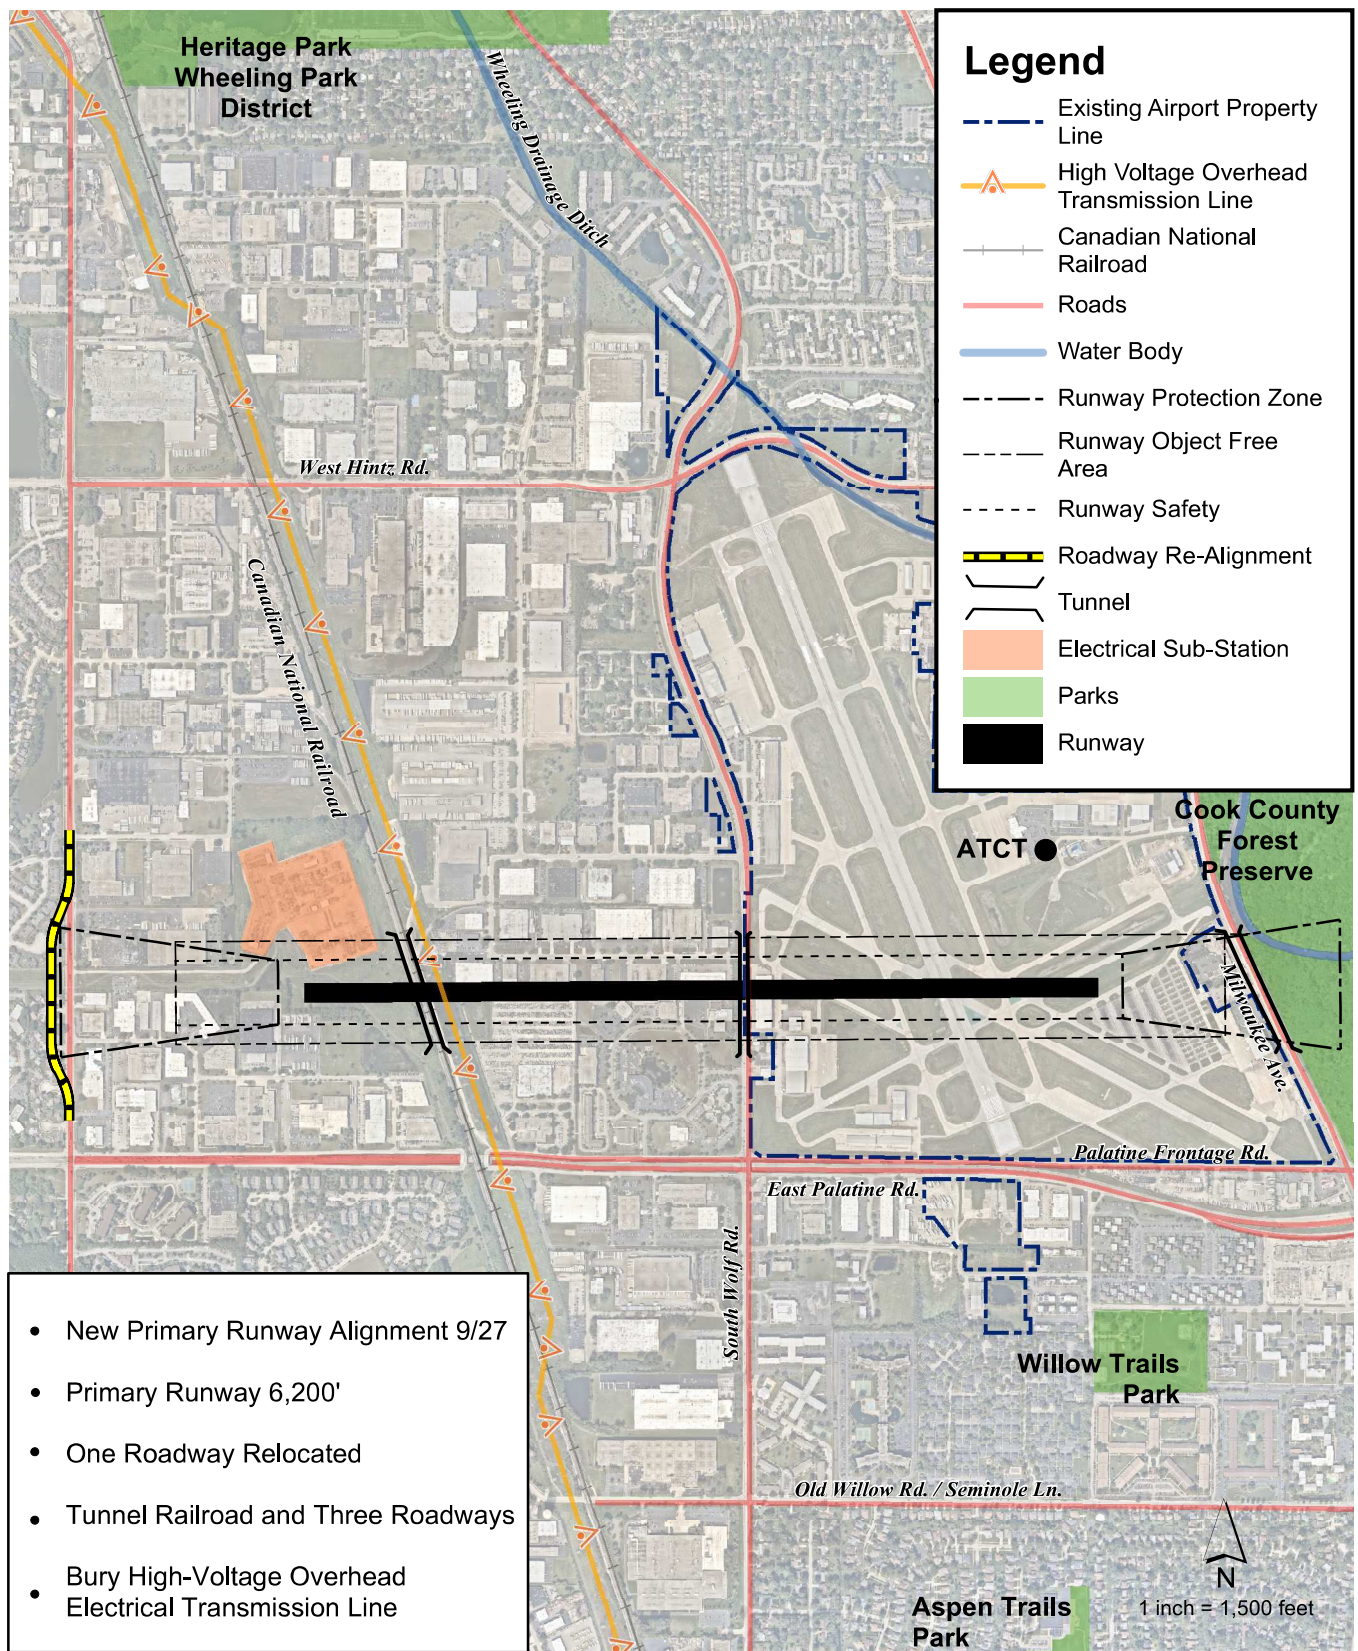 Heritage Park
Wheeling Park
District
Wheeling Drainage Ditch
West Hintz Rd.
Canadian National Railroad
Legend
Existing Airport Property
Line
High Voltage Overhead
Transmission Line
Canadian National
Railroad
Roads
Water Body
Runway Protection Zone
Runway Object Free
Area
Runway Safety
Roadway Re-Alignment
Tunnel
Electrical Sub-Station
Parks
Runway
Cook County
Forest
Preserve
ATCT
Milwaukee Ave.
Palatine Frontage Rd.
East Palatine Rd.
South Wolf Rd.
Willow Trails
Park
Old Willow Rd. / Seminole Ln.
Aspen Trails
Park
N
1 inch = 1,500 feet
• New Primary Runway Alignment 9/27
• Primary Runway 6,200'
• One Roadway Relocated
• Tunnel Railroad and Three Roadways
• Bury High-Voltage Overhead
Electrical Transmission Line